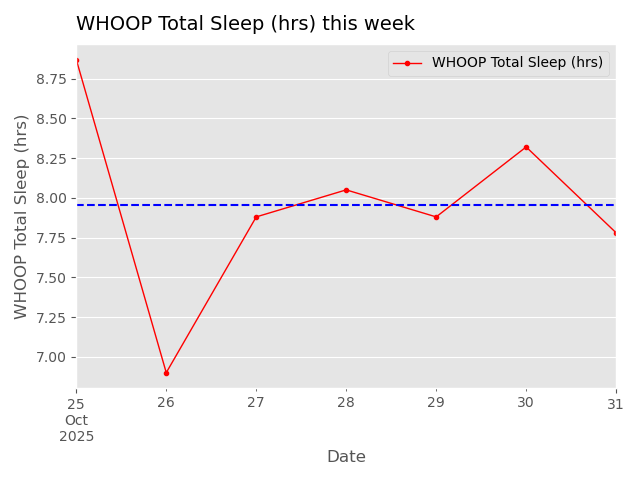 WHOOP Total Sleep (hrs) this week
WHOOP Total Sleep (hrs)
WHOOP Total Sleep (hrs)
8.75
8.50
8.25
8.00
7.75
7.50
7.25
7.00
25 26 27 28 29 30 31
Oct
2025
Date